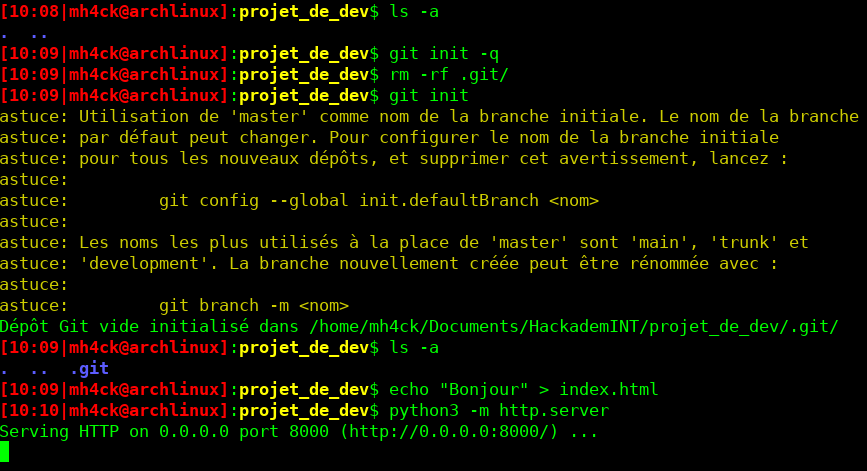 [10:08|mh4ck@archlinux]:projet_de_dev$ ls -a
.  ..
[10:09|mh4ck@archlinux]:projet_de_dev$ git init -q
[10:09|mh4ck@archlinux]:projet_de_dev$ rm -rf .git/
[10:09|mh4ck@archlinux]:projet_de_dev$ git init
astuce: Utilisation de 'master' comme nom de la branche initiale. Le nom de la branche
astuce: par défaut peut changer. Pour configurer le nom de la branche initiale
astuce: pour tous les nouveaux dépôts, et supprimer cet avertissement, lancez :
astuce:
astuce:         git config --global init.defaultBranch <nom>
astuce:
astuce: Les noms les plus utilisés à la place de 'master' sont 'main', 'trunk' et
astuce: 'development'. La branche nouvellement créée peut être rénommée avec :
astuce:
astuce:         git branch -m <nom>
Dépôt Git vide initialisé dans /home/mh4ck/Documents/HackademINT/projet_de_dev/.git/
[10:09|mh4ck@archlinux]:projet_de_dev$ ls -a
.  ..  .git
[10:09|mh4ck@archlinux]:projet_de_dev$ echo "Bonjour" > index.html
[10:10|mh4ck@archlinux]:projet_de_dev$ python3 -m http.server
Serving HTTP on 0.0.0.0 port 8000 (http://0.0.0.0:8000/) ...